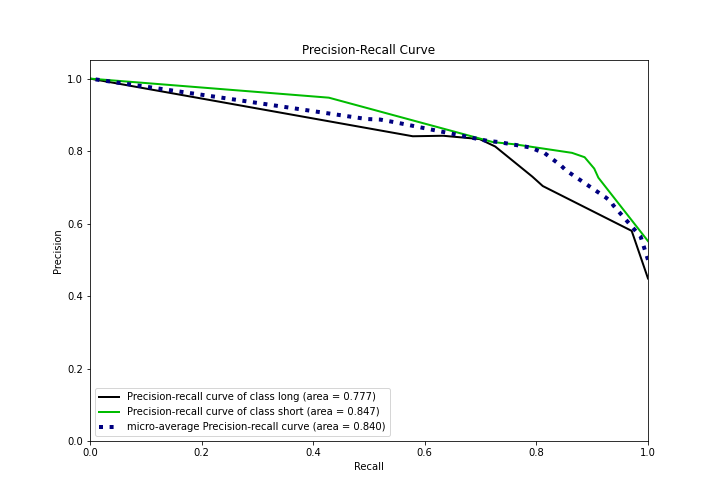 Precision-Recall Curve
1.0
0.8
0.6
0.4
0.2
0.0
Precision
Precision-recall curve of class long (area = 0.777)
Precision-recall curve of class short (area = 0.847)
micro-average Precision-recall curve (area = 0.840)
0.0 0.2 0.4 0.6 0.8 1.0
Recall